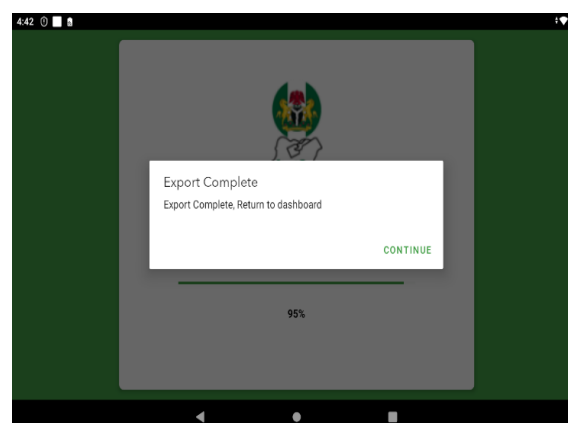 4:42
Export Complete
Export Complete, Return to dashboard
CONTINUE
95%